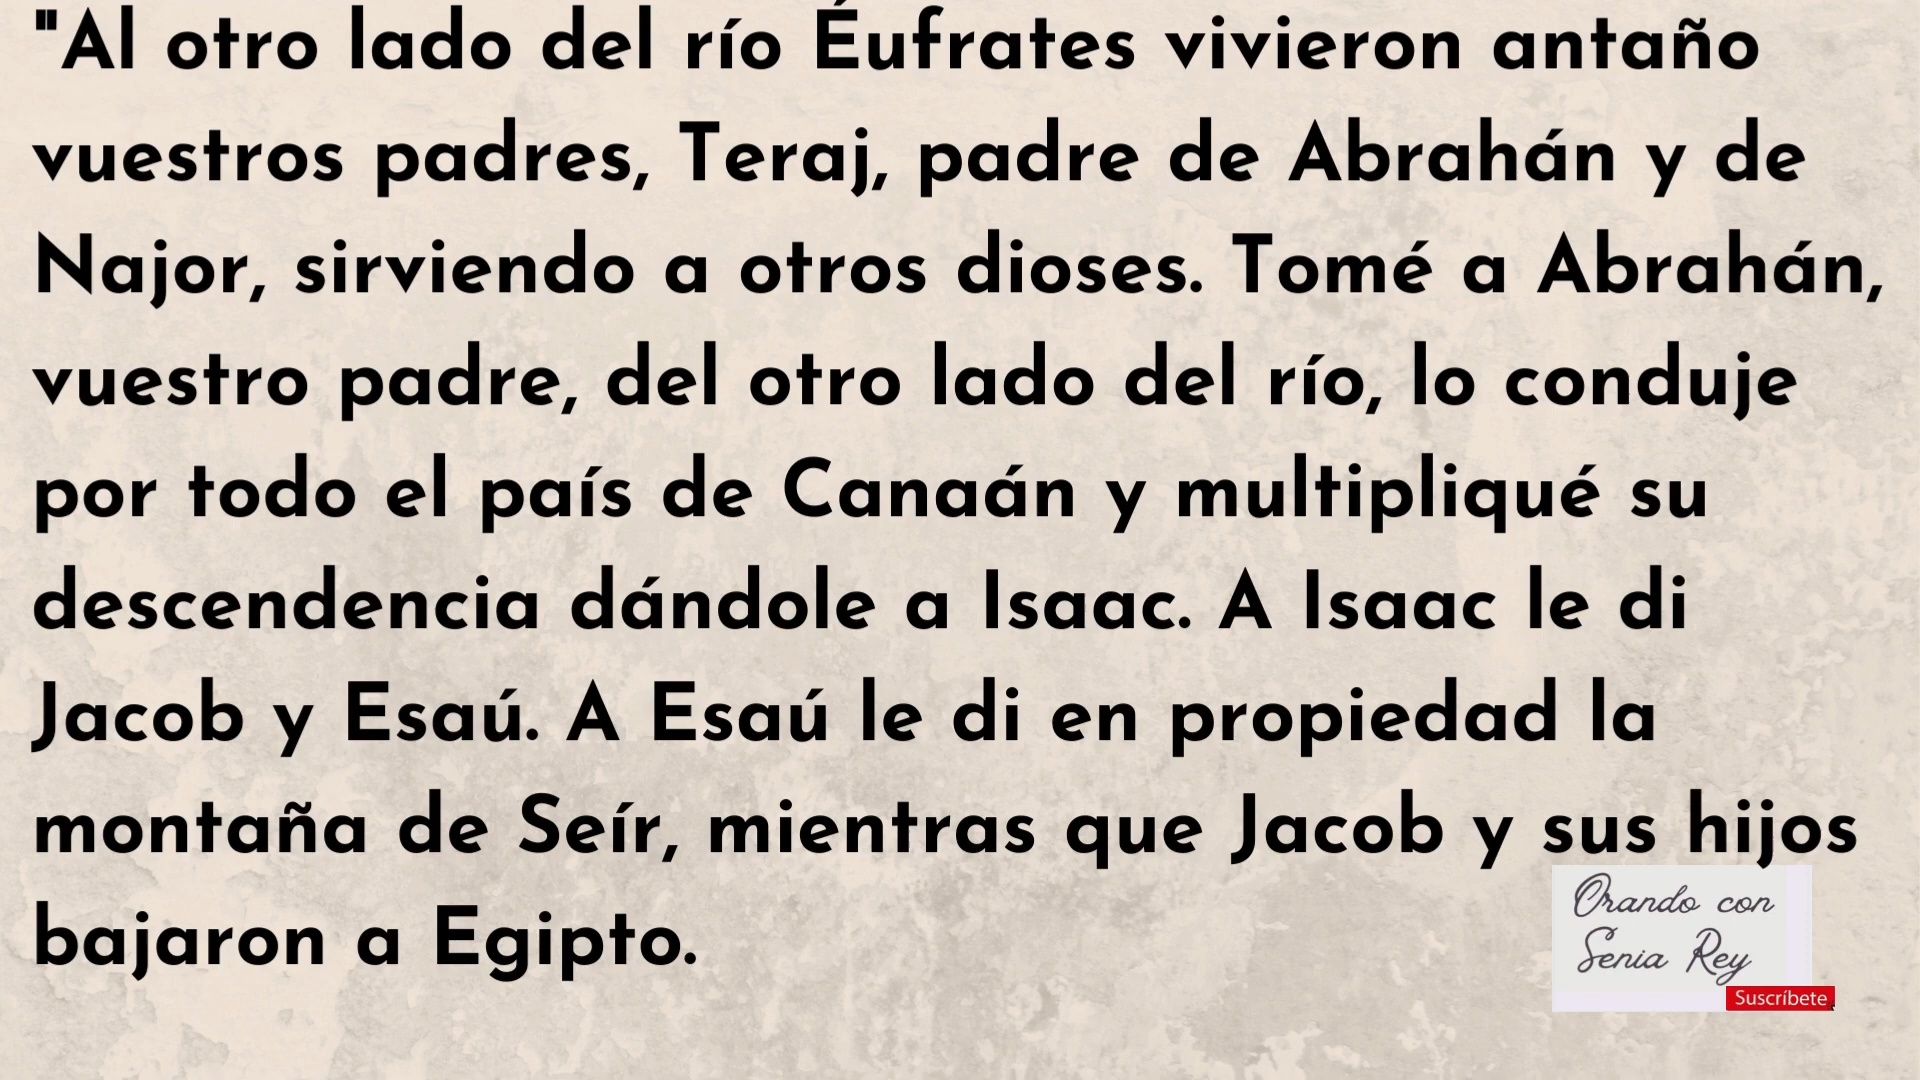 "Al otro lado del río Éufrates vivieron antaño
vuestros padres, Teraj, padre de Abrahán y de
Najor, sirviendo a otros dioses. Tomé a Abrahán,
vuestro padre, del otro lado del río, lo conduje
por todo el país de Canaán y multipliqué su
descendencia dándole a Isaac. A Isaac le di
Jacob y Esaú. A Esaú le di en propiedad la
montaña de Seír, mientras que Jacob y sus hijos
bajaron a Egipto.
Orando con
Senia Rey
Suscríbete